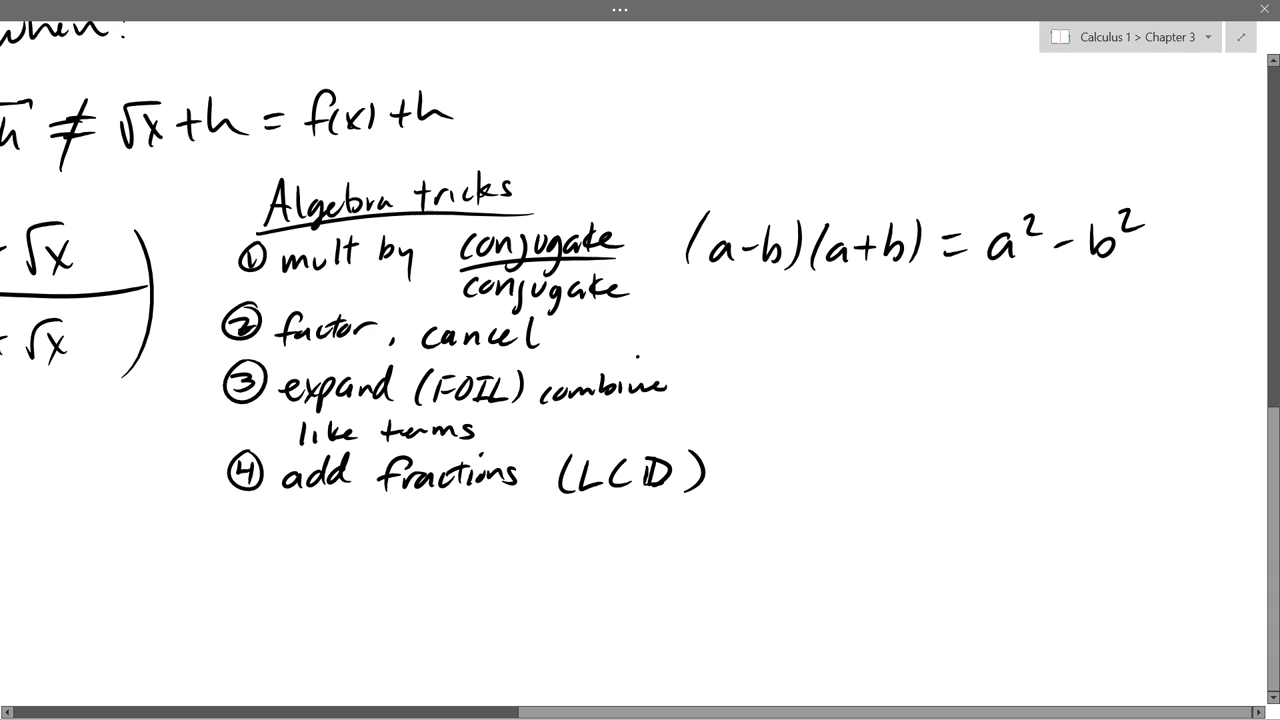 Calculus 1 > Chapter 3
when:
h ≠ √x + h = f(x) + h
Algebra tricks
√x
√x
① mult by conjugate/conjugate (a-b)(a+b) = a² - b²
② factor, cancel
③ expand (FOIL) combine
like terms
④ add fractions (LCD)